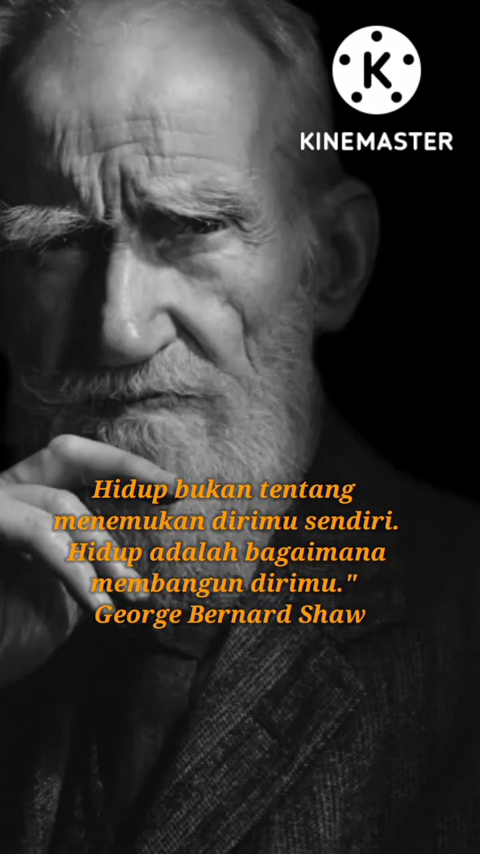 KINEMASTER
Hidup bukan tentang
menemukan dirimu sendiri.
Hidup adalah bagaimana
membangun dirimu."
George Bernard Shaw